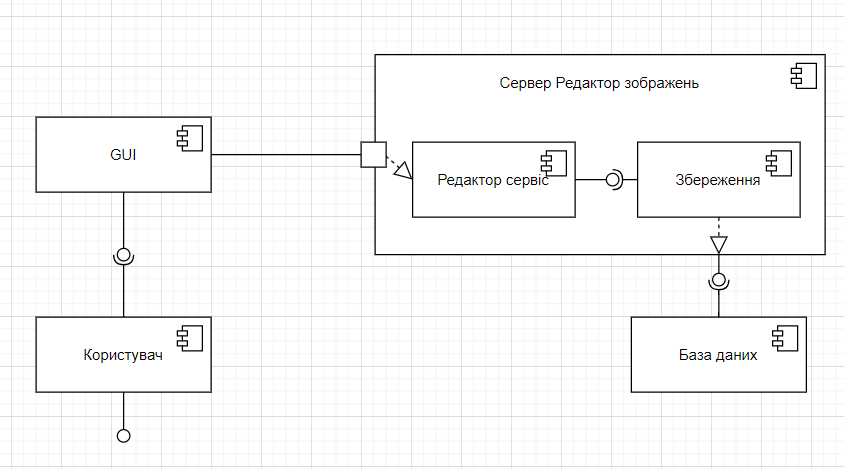 Сервер Редактор зображень
GUI
Редактор сервіс
Збереження
Користувач
База даних